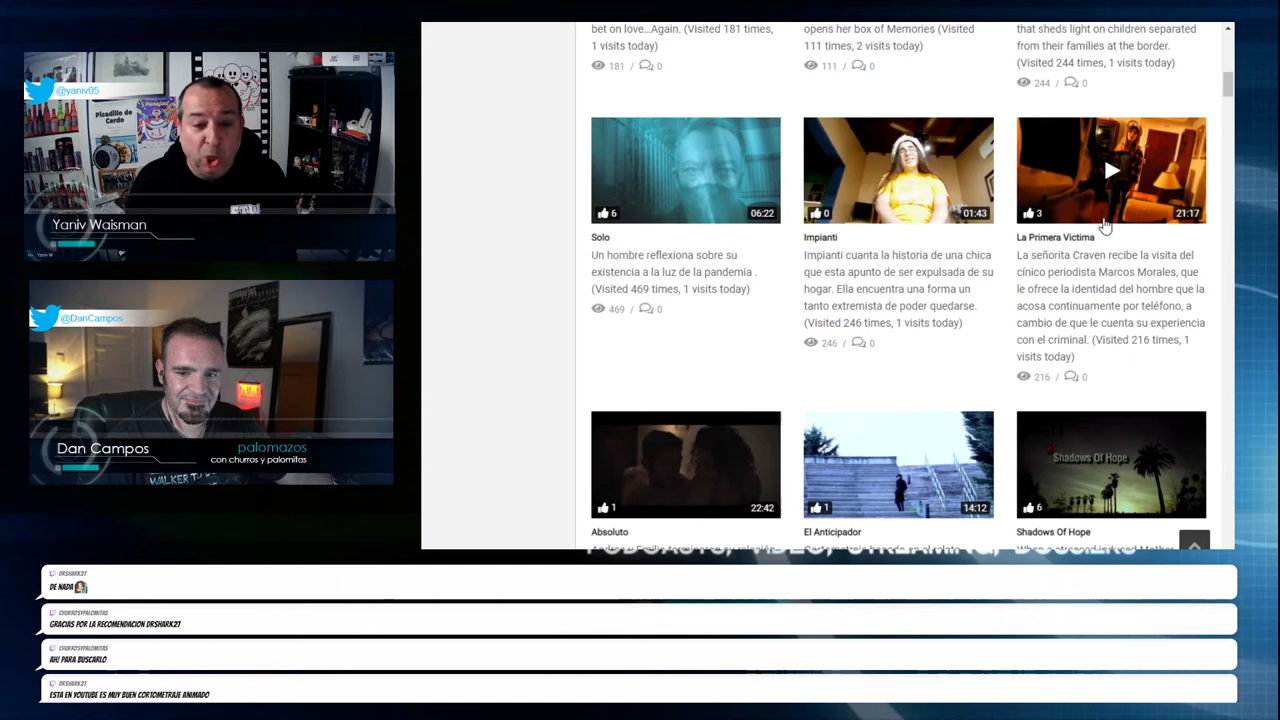 @yaniv05
Picadillo de
Cerdo
Yaniv Waisman
Yaniv W
@DanCampos
Dan Campos
palomazos
con churros y palomitas
bet on love…Again. (Visited 181 times,
1 visits today)
181 / 0
opens her box of Memories (Visited
111 times, 2 visits today)
111 / 0
that sheds light on children separated
from their families at the border.
(Visited 244 times, 1 visits today)
244 / 0
6 06:22
Solo
Un hombre reflexiona sobre su
existencia a la luz de la pandemia .
(Visited 469 times, 1 visits today)
469 / 0
0 01:43
Impianti
Impianti cuanta la historia de una chica
que esta apunto de ser expulsada de su
hogar. Ella encuentra una forma un
tanto extremista de poder quedarse.
(Visited 246 times, 1 visits today)
246 / 0
3 21:17
La Primera Victima
La señorita Craven recibe la visita del
cínico periodista Marcos Morales, que
le ofrece la identidad del hombre que la
acosa continuamente por teléfono, a
cambio de que le cuenta su experiencia
con el criminal. (Visited 216 times, 1
visits today)
216 / 0
1 22:42
Absoluto
1 14:12
El Anticipador
Shadows Of Hope
6
Shadows Of Hope
DRSHARK27
DE NADA
CHURROSYPALOMITAS
GRACIAS POR LA RECOMENDACION DRSHARK27
CHURROSYPALOMITAS
AH! PARA BUSCARLO
DRSHARK27
ESTA EN YOUTUBE ES MUY BUEN CORTOMETRAJE ANIMADO